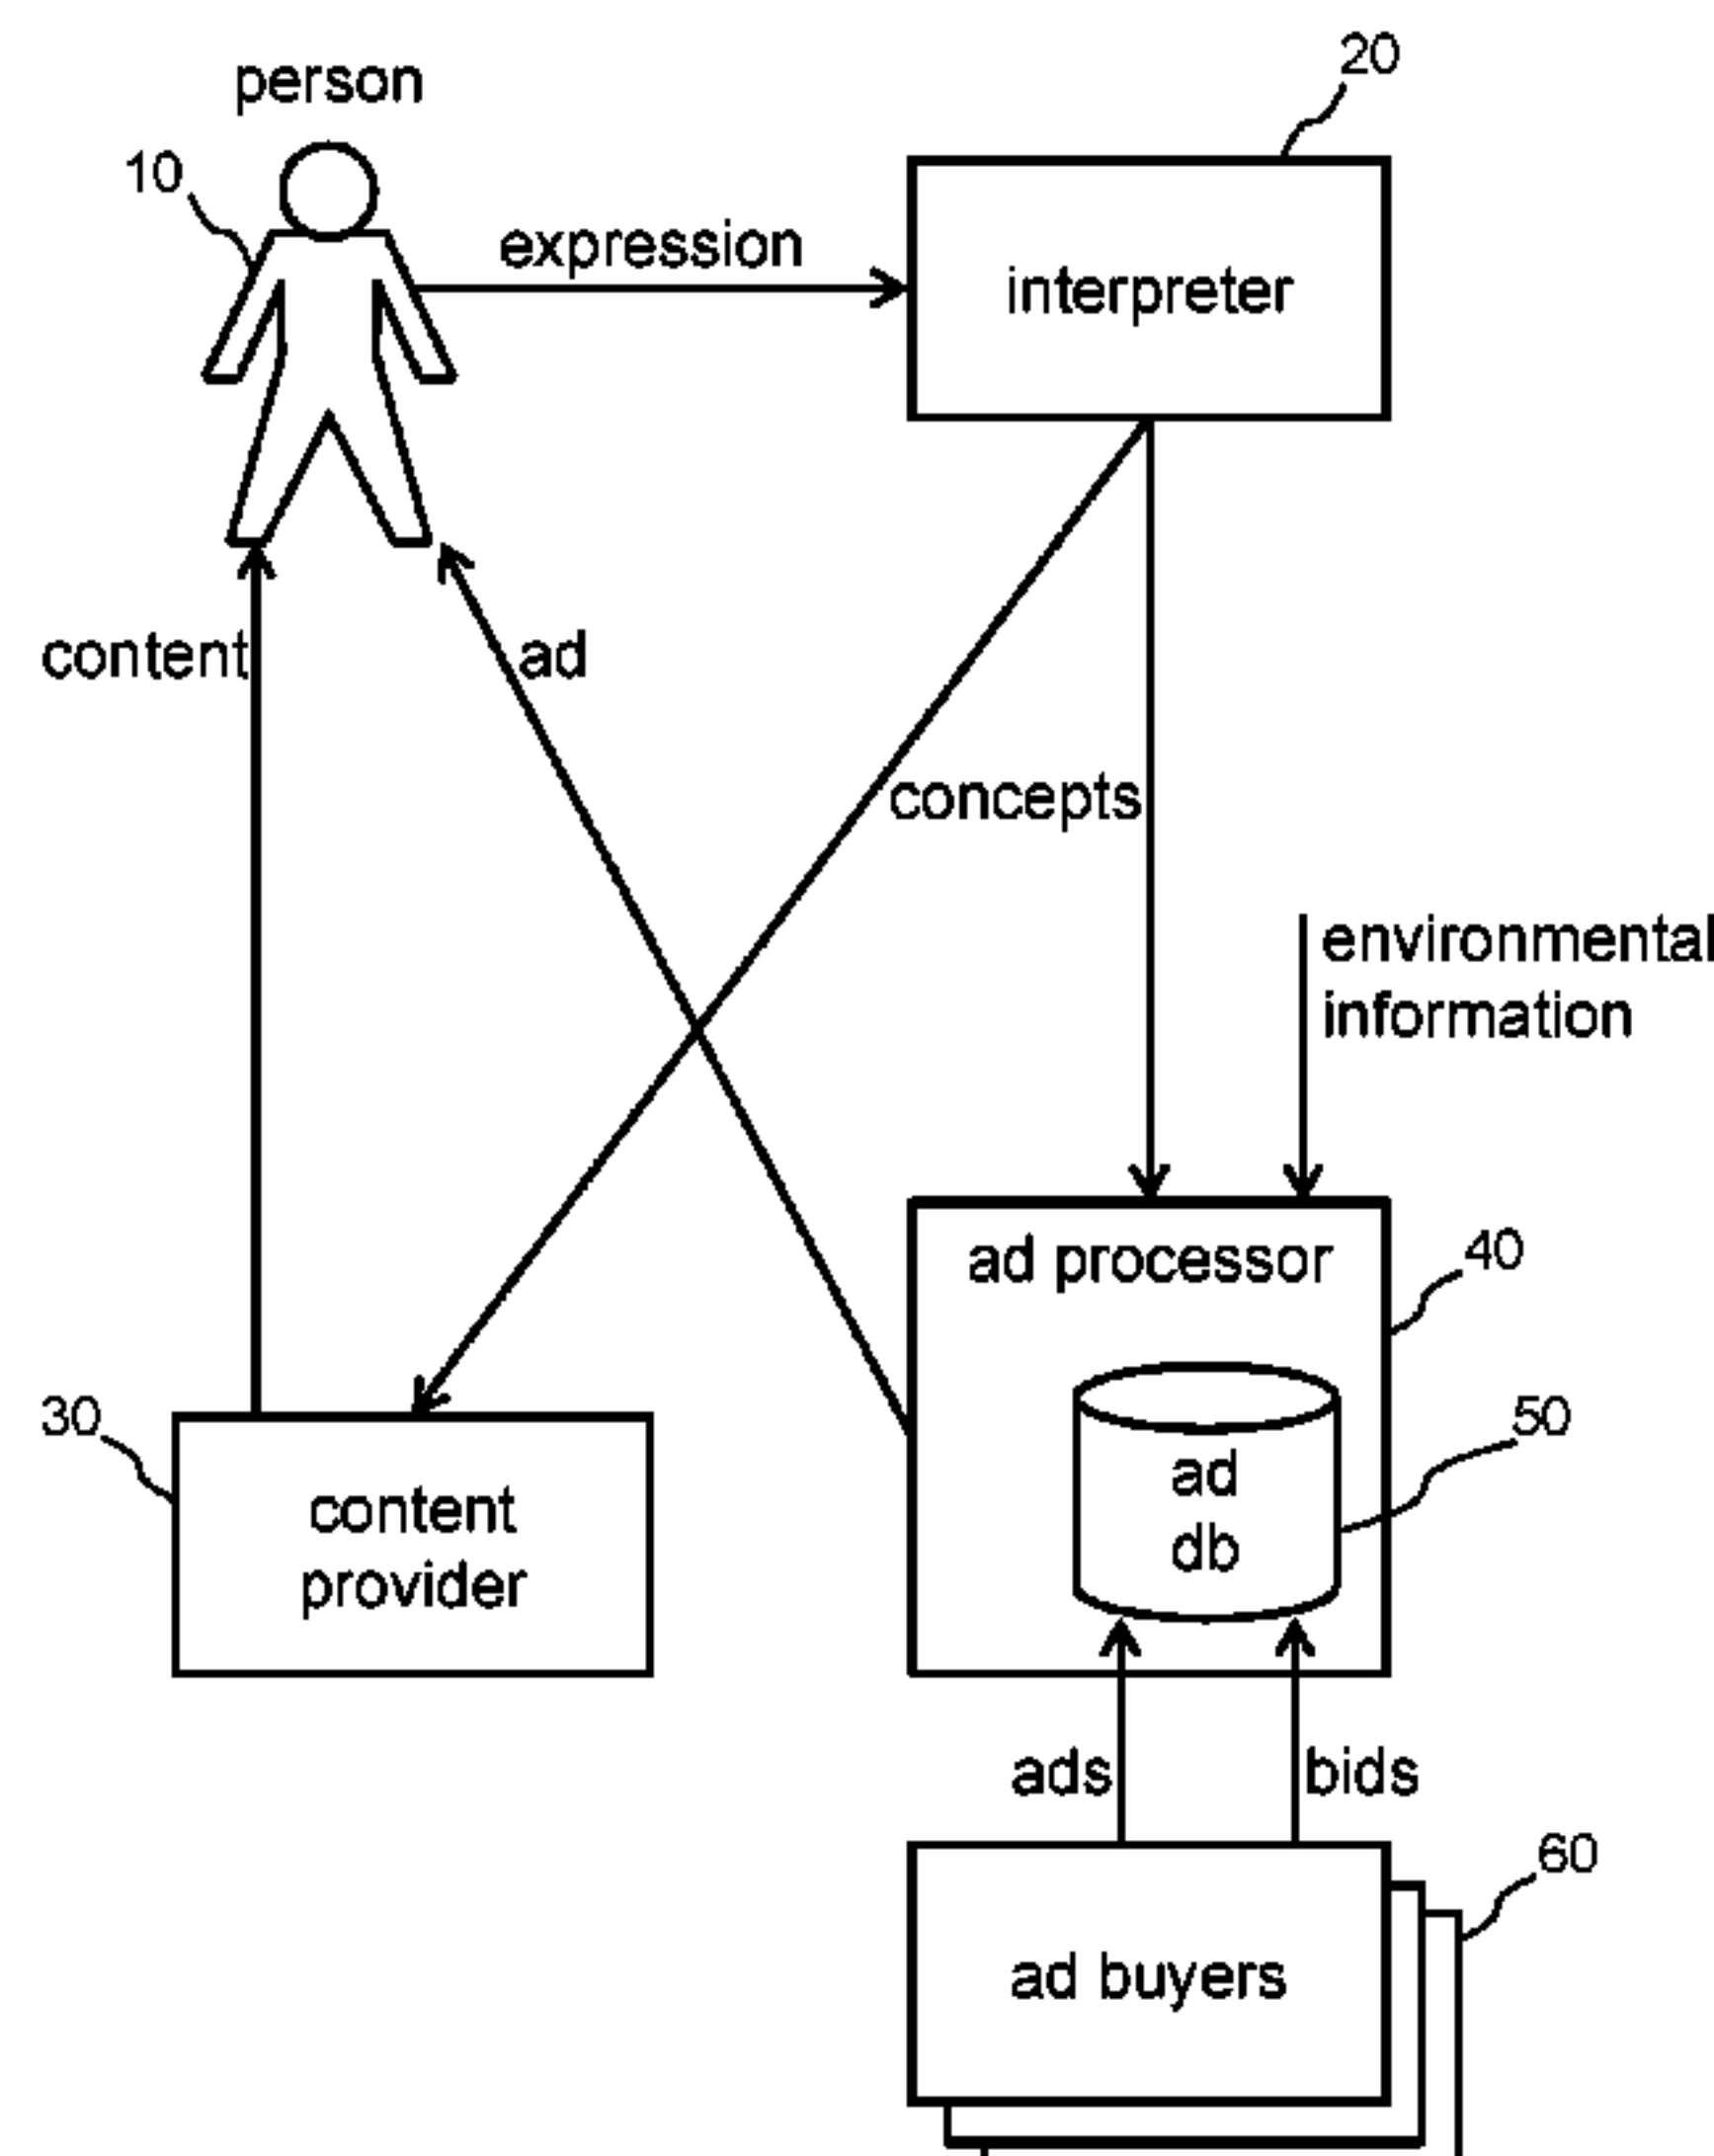 20
person
10
expression
interpreter
content
ad
concepts
environmental
information
ad processor
40
30
50
content
provider
ad
db
ads
bids
60
ad buyers